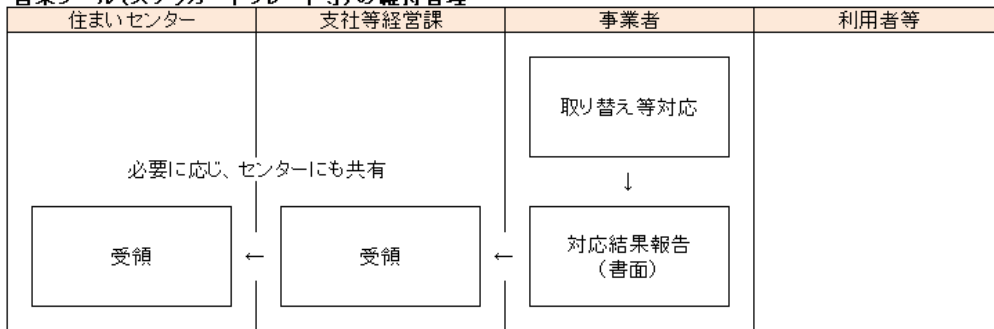 住まいセンター
支社等経営課
事業者
利用者等
取り替え等対応
必要に応じ、センターにも共有
↓
受領
←
受領
←
対応結果報告
（書面）